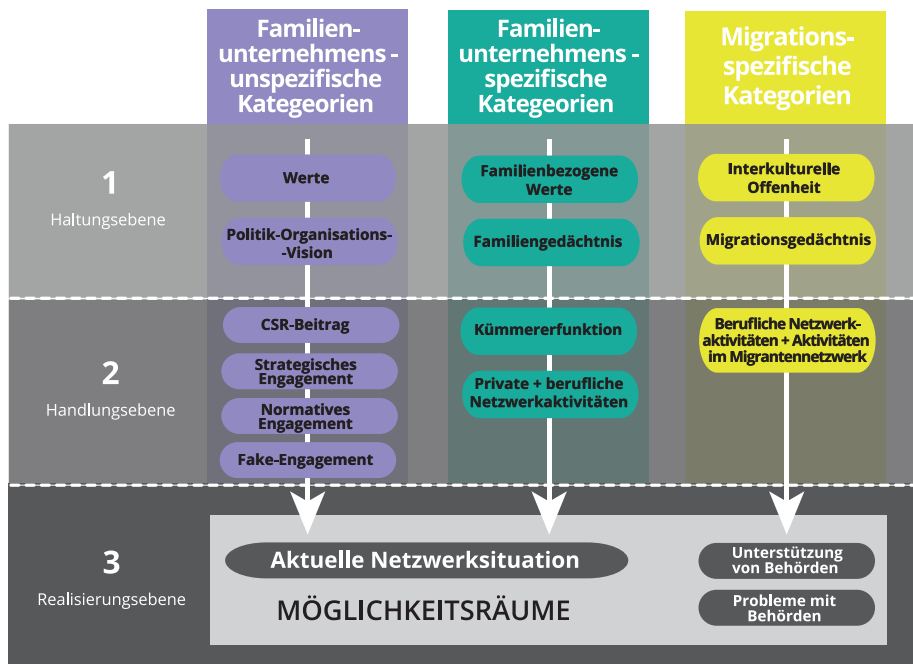 Familien-
unternehmens -
unspezifische
Kategeorien
Familien-
unternehmens -
spezifische
Kategeorien
Migrations-
spezifische
Kategorien
1
Haltungsebene
Werte
Politik-Organisations-
-Vision
Familienbezogene
Werte
Familiengedächtnis
Interkulturelle
Offenheit
Migrationsgedächtnis
2
Handlungsebene
CSR-Beitrag
Strategisches
Engagement
Normatives
Engagement
Fake-Engagement
Kümmererfunktion
Private + berufliche
Netzwerkaktivitäten
Berufliche Netzwerk-
aktivitäten + Aktivitäten
im Migrantennetzwerk
3
Realisierungsebene
Aktuelle Netzwerksituation
MÖGLICHKEITSRÄUME
Unterstützung
von Behörden
Probleme mit
Behörden